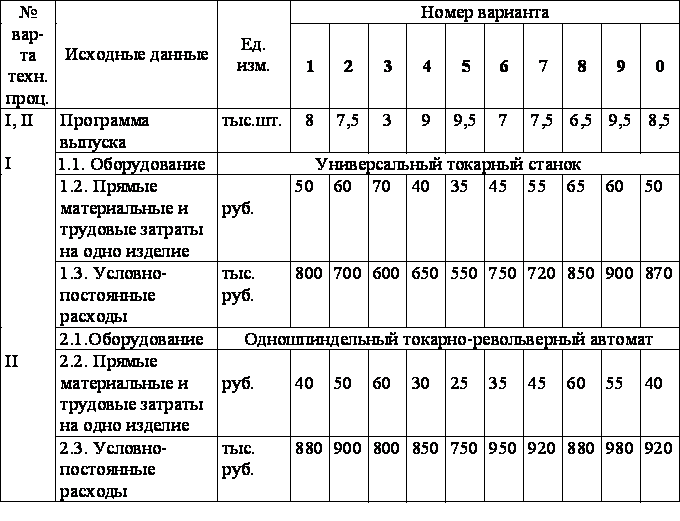 № вар-та техн. проц. Исходные данные Ед. изм. Номер варианта
1 2 3 4 5 6 7 8 9 0
I, II Программа выпуска тыс.шт. 8 7,5 3 9 9,5 7 7,5 6,5 9,5 8,5
I 1.1. Оборудование Универсальный токарный станок
1.2. Прямые материальные и трудовые затраты на одно изделие руб. 50 60 70 40 35 45 55 65 60 50
1.3. Условно-постоянные расходы тыс. руб. 800 700 600 650 550 750 720 850 900 870
2.1.Оборудование Одношпиндельный токарно-револьверный автомат
II 2.2. Прямые материальные и трудовые затраты на одно изделие руб. 40 50 60 30 25 35 45 60 55 40
2.3. Условно-постоянные расходы тыс. руб. 880 900 800 850 750 950 920 880 980 920